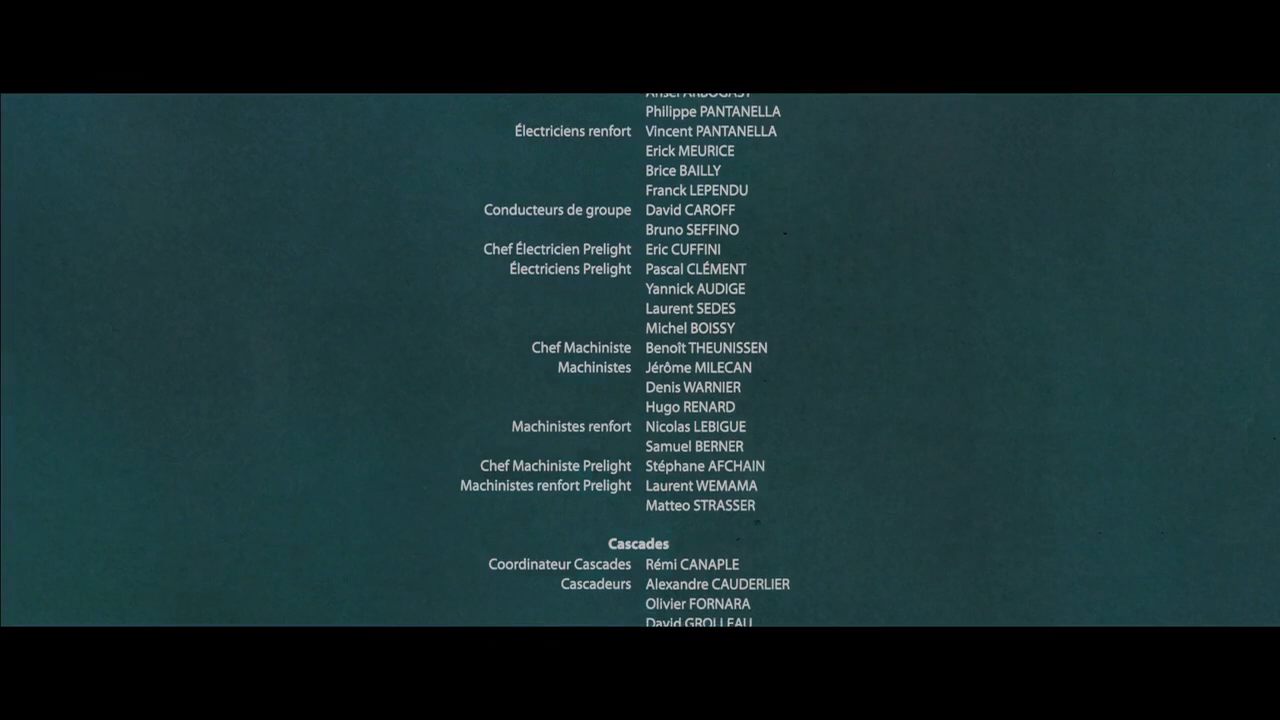 Philippe PANTANELLA
Électriciens renfort Vincent PANTANELLA
Erick MEURICE
Brice BAILLY
Franck LEPENDU
Conducteurs de groupe David CAROFF
Bruno SEFFINO
Chef Électricien Prelight Eric CUFFINI
Électriciens Prelight Pascal CLÉMENT
Yannick AUDIGE
Laurent SEDES
Michel BOISSY
Chef Machiniste Benoît THEUNISSEN
Machinistes Jérôme MILECAN
Denis WARNIER
Hugo RENARD
Machinistes renfort Nicolas LEBIGUE
Samuel BERNER
Chef Machiniste Prelight Stéphane AFCHAIN
Machinistes renfort Prelight Laurent WEMAMA
Matteo STRASSER
Cascades
Coordinateur Cascades Rémi CANAPLE
Cascadeurs Alexandre CAUDERLIER
Olivier FORNARA
David GROLLEAU